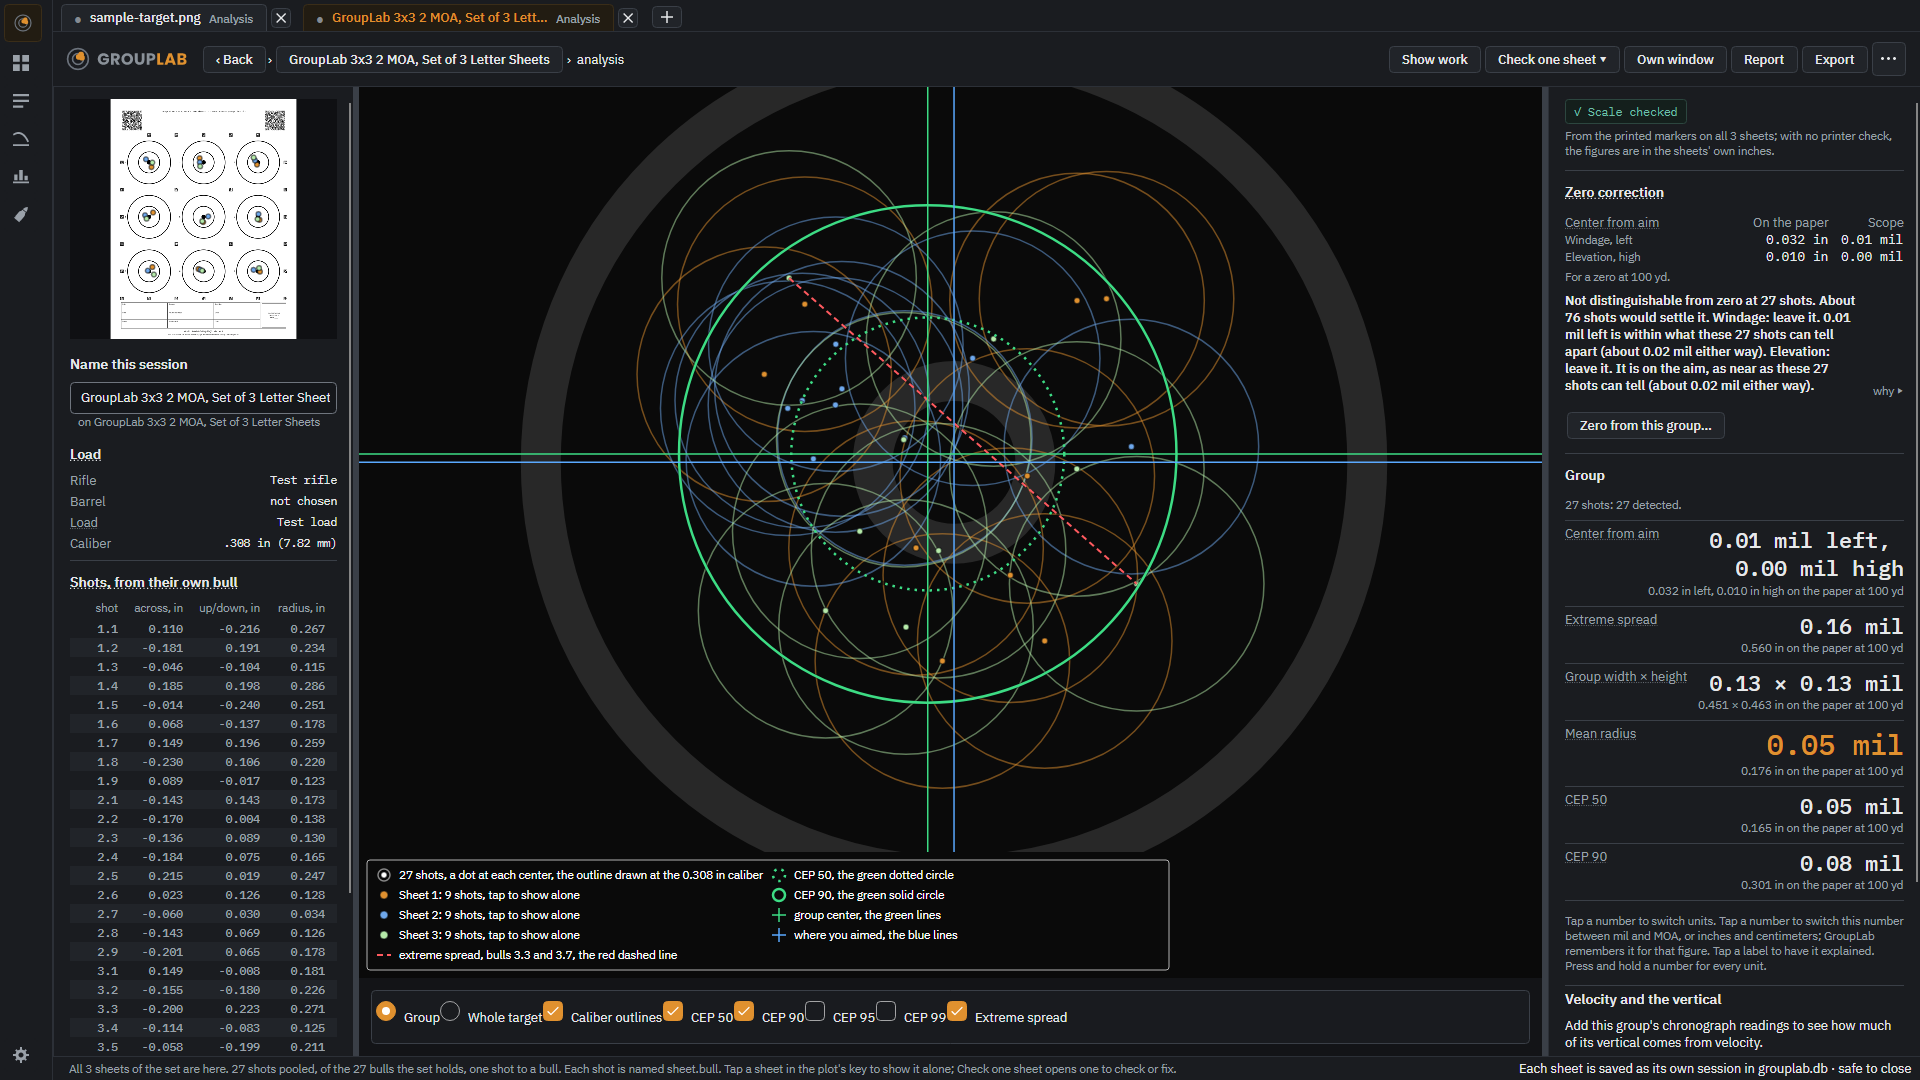 sample-target.png Analysis
GroupLab 3x3 2 MOA, Set of 3 Lett... Analysis
GROUPLAB
‹ Back › GroupLab 3x3 2 MOA, Set of 3 Letter Sheets › analysis
Show work
Check one sheet ▾
Own window
Report
Export
Name this session
GroupLab 3x3 2 MOA, Set of 3 Letter Sheet
on GroupLab 3x3 2 MOA, Set of 3 Letter Sheets
Load
Rifle Test rifle
Barrel not chosen
Load Test load
Caliber .308 in (7.82 mm)
Shots, from their own bull
shot across, in up/down, in radius, in
1.1 0.110 -0.216 0.267
1.2 -0.181 0.191 0.234
1.3 -0.046 -0.104 0.115
1.4 0.185 0.198 0.286
1.5 -0.014 -0.240 0.251
1.6 0.068 -0.137 0.178
1.7 0.149 0.196 0.259
1.8 -0.230 0.106 0.220
1.9 0.089 -0.017 0.123
2.1 -0.143 0.143 0.173
2.2 -0.170 0.004 0.138
2.3 -0.136 0.089 0.130
2.4 -0.184 0.075 0.165
2.5 0.215 0.019 0.247
2.6 0.023 0.126 0.128
2.7 -0.060 0.030 0.034
2.8 -0.143 0.069 0.126
2.9 -0.201 0.065 0.178
3.1 0.149 -0.008 0.181
3.2 -0.155 -0.180 0.226
3.3 -0.200 0.223 0.271
3.4 -0.114 -0.083 0.125
3.5 -0.058 -0.199 0.211
27 shots, a dot at each center, the outline drawn at the 0.308 in caliber
Sheet 1: 9 shots, tap to show alone
Sheet 2: 9 shots, tap to show alone
Sheet 3: 9 shots, tap to show alone
extreme spread, bulls 3.3 and 3.7, the red dashed line
CEP 50, the green dotted circle
CEP 90, the green solid circle
group center, the green lines
where you aimed, the blue lines
Group Whole target Caliber outlines CEP 50 CEP 90 CEP 95 CEP 99 Extreme spread
√ Scale checked
From the printed markers on all 3 sheets; with no printer check,
the figures are in the sheets' own inches.
Zero correction
Center from aim On the paper Scope
Windage, left 0.032 in 0.01 mil
Elevation, high 0.010 in 0.00 mil
For a zero at 100 yd.
Not distinguishable from zero at 27 shots. About
76 shots would settle it. Windage: leave it. 0.01
mil left is within what these 27 shots can tell
apart (about 0.02 mil either way). Elevation:
leave it. It is on the aim, as near as these 27
shots can tell (about 0.02 mil either way).
why ▸
Zero from this group...
Group
27 shots: 27 detected.
Center from aim 0.01 mil left,
0.00 mil high
0.032 in left, 0.010 in high on the paper at 100 yd
Extreme spread 0.16 mil
0.560 in on the paper at 100 yd
Group width × height 0.13 × 0.13 mil
0.451 × 0.463 in on the paper at 100 yd
Mean radius 0.05 mil
0.176 in on the paper at 100 yd
CEP 50 0.05 mil
0.165 in on the paper at 100 yd
CEP 90 0.08 mil
0.301 in on the paper at 100 yd
Tap a number to switch units. Tap a number to switch this number
between mil and MOA, or inches and centimeters; GroupLab
remembers it for that figure. Tap a label to have it explained.
Press and hold a number for every unit.
Velocity and the vertical
Add this group's chronograph readings to see how much
of its vertical comes from velocity.
All 3 sheets of the set are here. 27 shots pooled, of the 27 bulls the set holds, one shot to a bull. Each shot is named sheet.bull. Tap a sheet in the plot's key to show it alone; Check one sheet opens one to check or fix.
Each sheet is saved as its own session in grouplab.db · safe to close